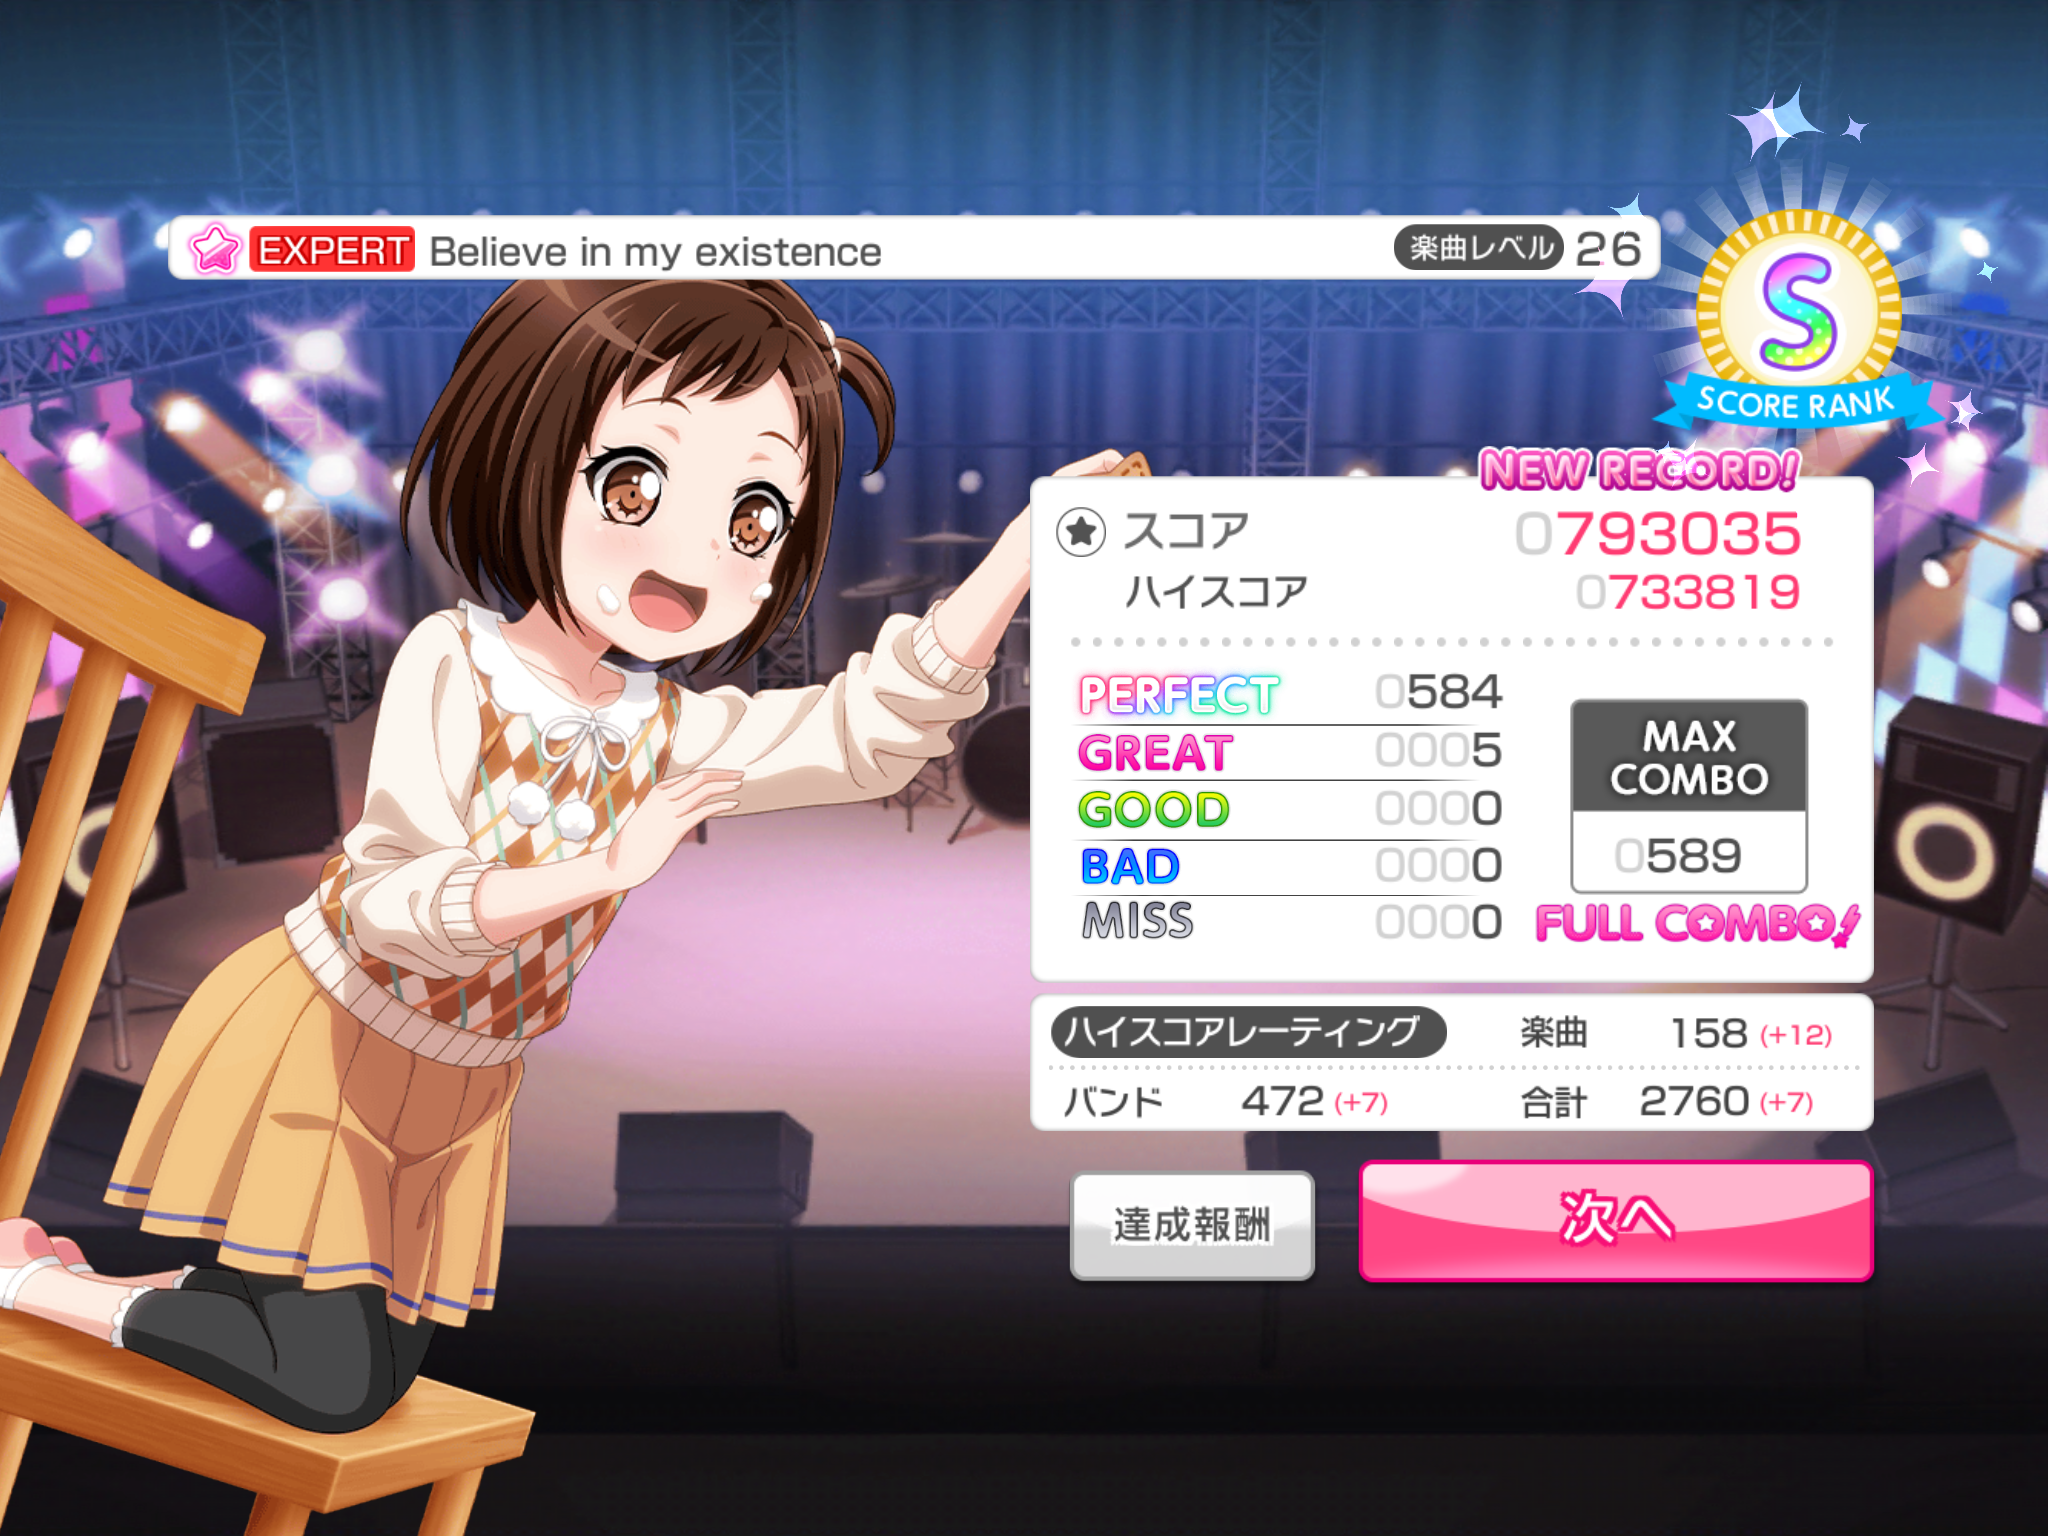 EXPERT Believe in my existence 楽曲レベル 26
S
SCORE RANK
NEW RECORD!
スコア 0793035
ハイスコア 0733819
PERFECT 0584
GREAT 0005
GOOD 0000
BAD 0000
MISS 0000
MAX
COMBO
0589
FULL COMBO!
ハイスコアレーティング 楽曲 158 (+12)
バンド 472 (+7) 合計 2760 (+7)
達成報酬 次へ